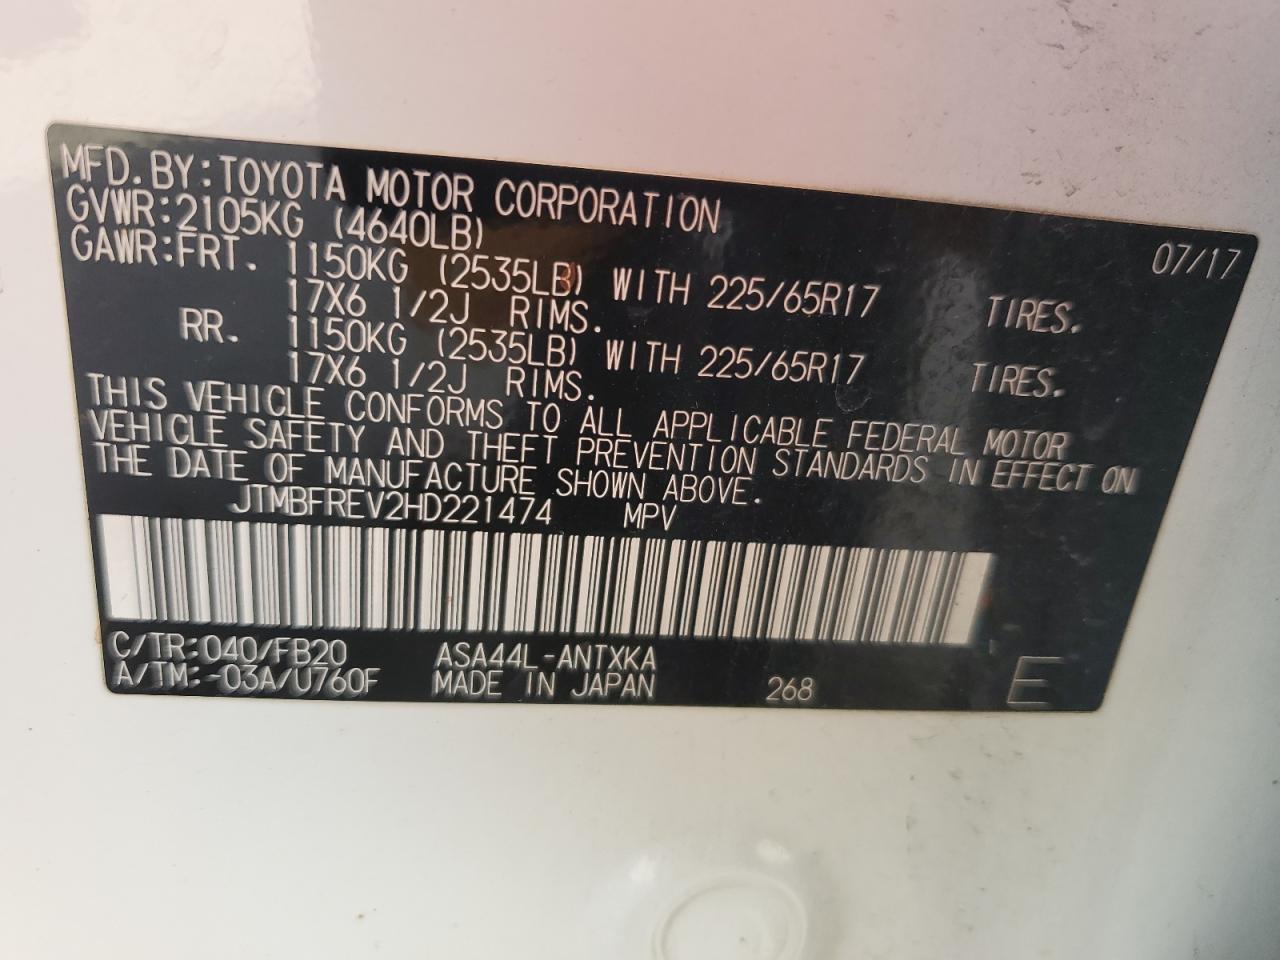 MFD. BY: TOYOTA MOTOR CORPORATION 07/17
GVWR: 2105KG (4640LB)
GAWR: FRT. 1150KG (2535LB) WITH 225/65R17 TIRES.
17X6 1/2J RIMS.
RR. 1150KG (2535LB) WITH 225/65R17 TIRES.
17X6 1/2J RIMS.
THIS VEHICLE CONFORMS TO ALL APPLICABLE FEDERAL MOTOR
VEHICLE SAFETY AND THEFT PREVENTION STANDARDS IN EFFECT ON
THE DATE OF MANUFACTURE SHOWN ABOVE.
JTMBFREV2HD221474 MPV
C/TR: 040/FB20 ASA44L-ANTXKA
A/TM: -03A/U760F MADE IN JAPAN 268 E